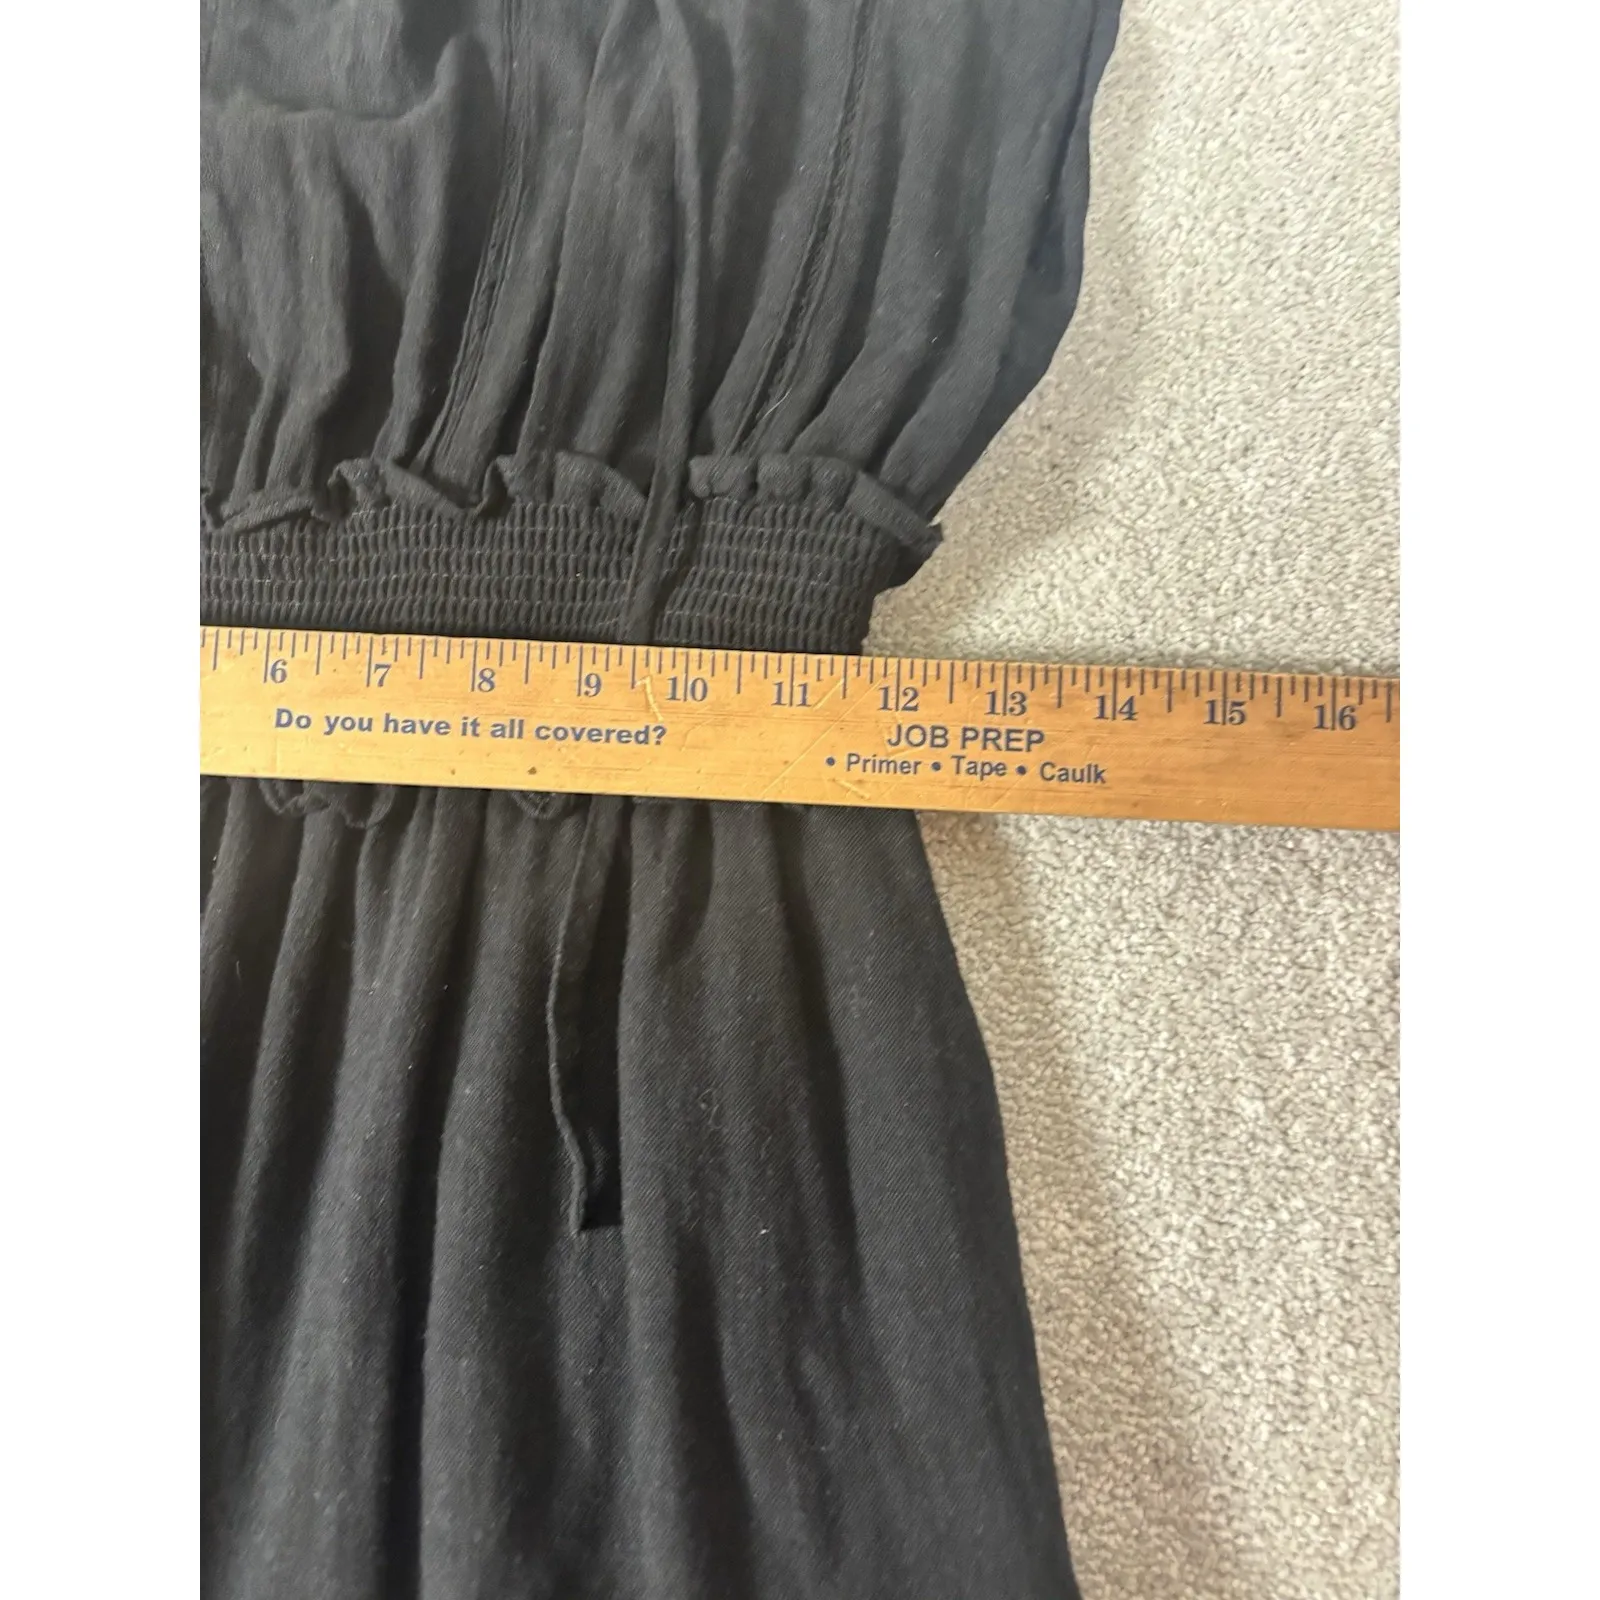 6 7 8 9 10 11 12 13 14 15 16
Do you have it all covered?
JOB PREP
• Primer • Tape • Caulk